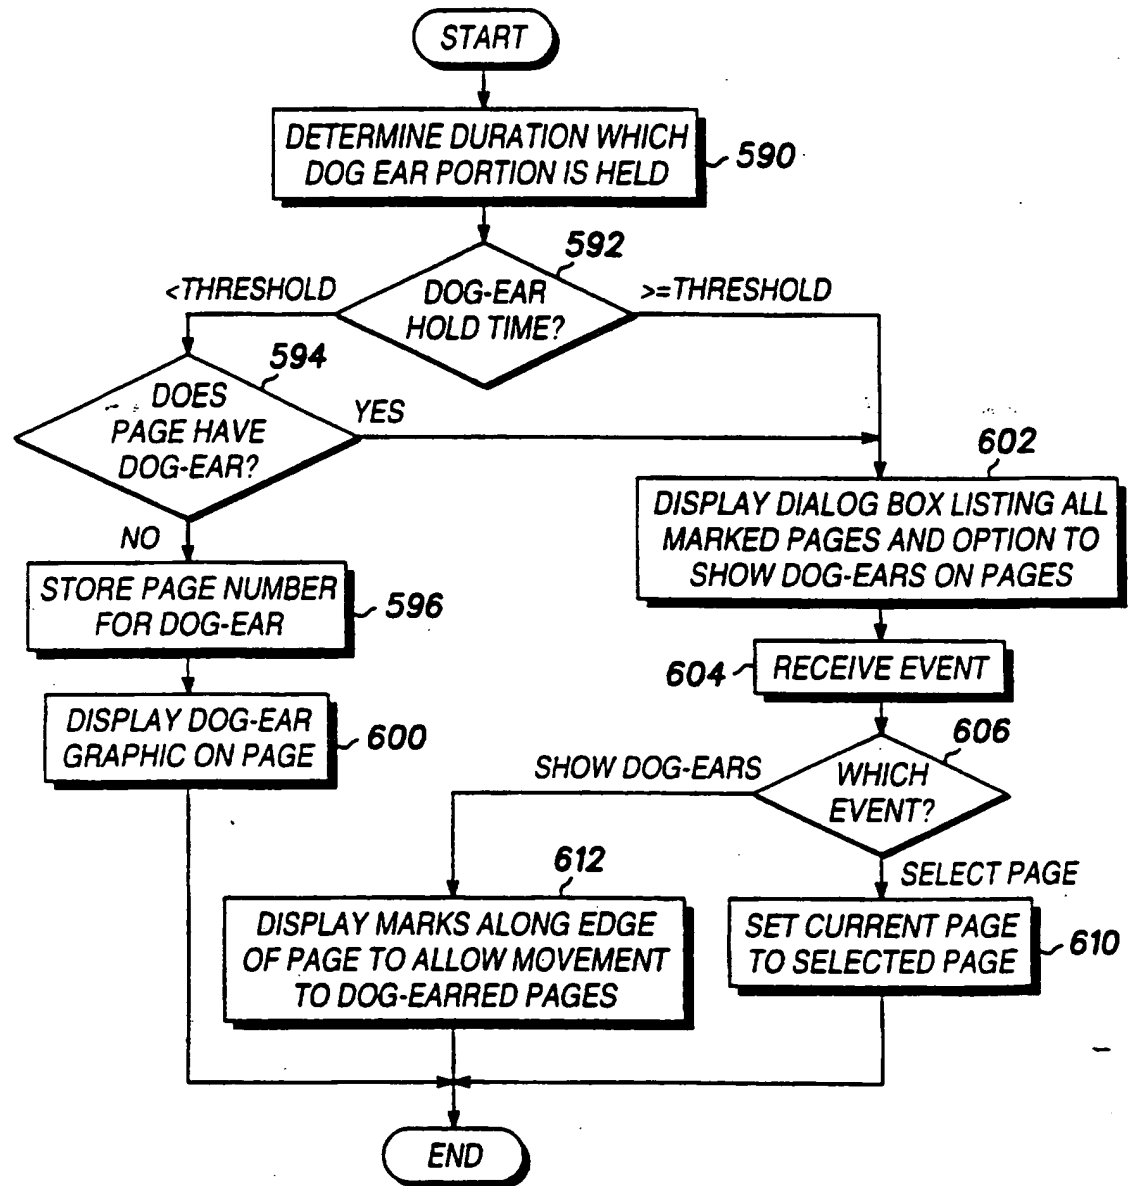 START
DETERMINE DURATION WHICH
DOG EAR PORTION IS HELD
590
592
<THRESHOLD
DOG-EAR
HOLD TIME?
>=THRESHOLD
594
DOES
PAGE HAVE
DOG-EAR?
YES
NO
602
DISPLAY DIALOG BOX LISTING ALL
MARKED PAGES AND OPTION TO
SHOW DOG-EARS ON PAGES
STORE PAGE NUMBER
FOR DOG-EAR
596
604
RECEIVE EVENT
DISPLAY DOG-EAR
GRAPHIC ON PAGE
600
606
SHOW DOG-EARS
WHICH
EVENT?
612
SELECT PAGE
DISPLAY MARKS ALONG EDGE
OF PAGE TO ALLOW MOVEMENT
TO DOG-EARRED PAGES
SET CURRENT PAGE
TO SELECTED PAGE
610
END